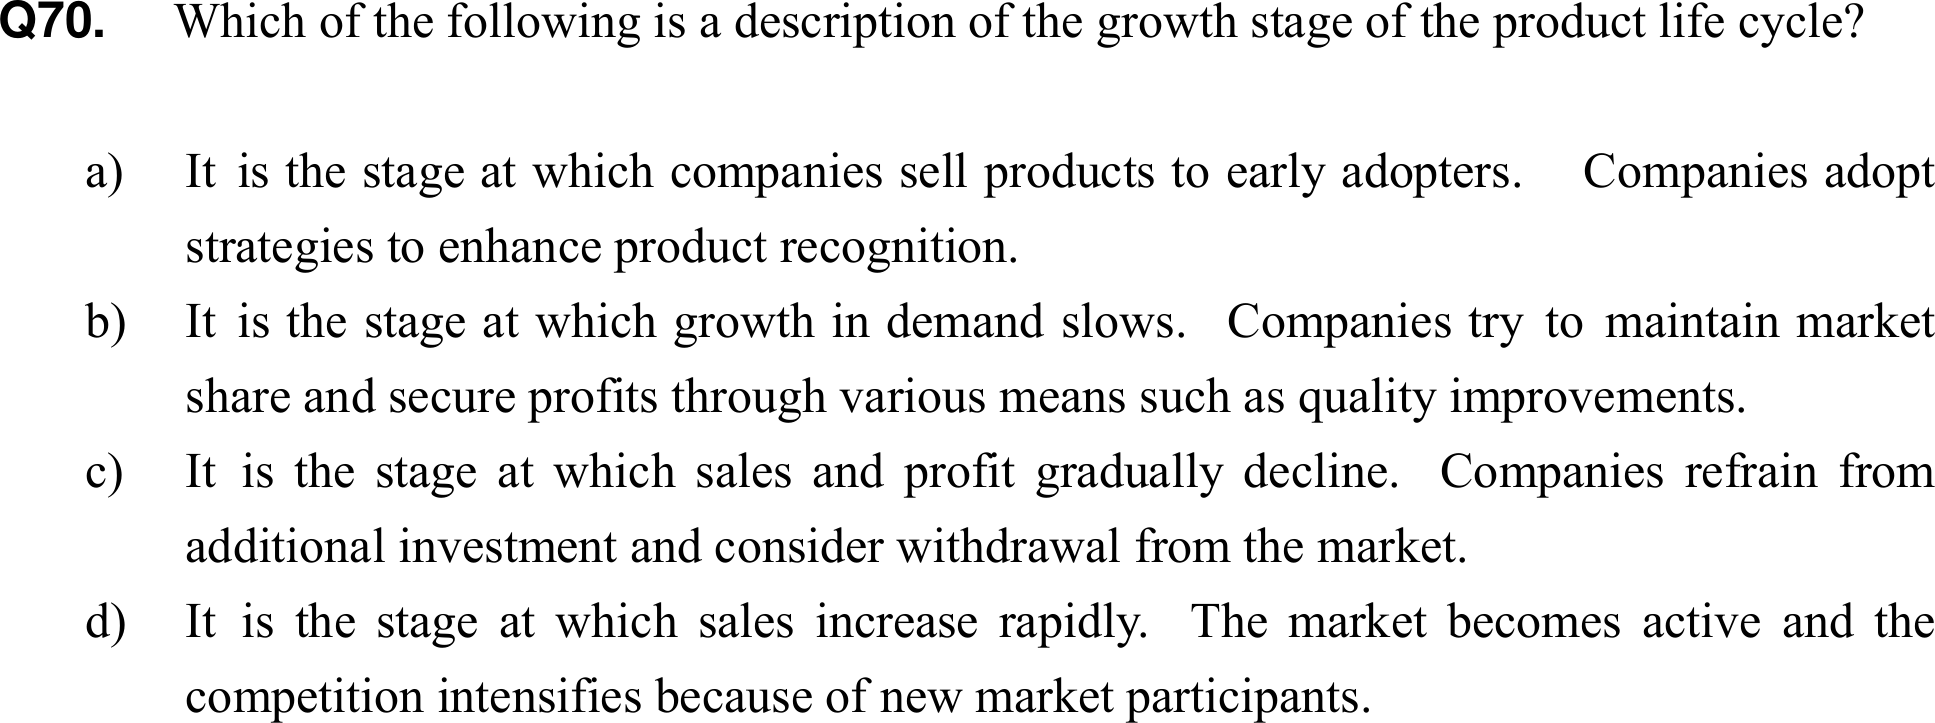 Q70. Which of the following is a description of the growth stage of the product life cycle?
a) It is the stage at which companies sell products to early adopters. Companies adopt
strategies to enhance product recognition.
b) It is the stage at which growth in demand slows. Companies try to maintain market
share and secure profits through various means such as quality improvements.
c) It is the stage at which sales and profit gradually decline. Companies refrain from
additional investment and consider withdrawal from the market.
d) It is the stage at which sales increase rapidly. The market becomes active and the
competition intensifies because of new market participants.